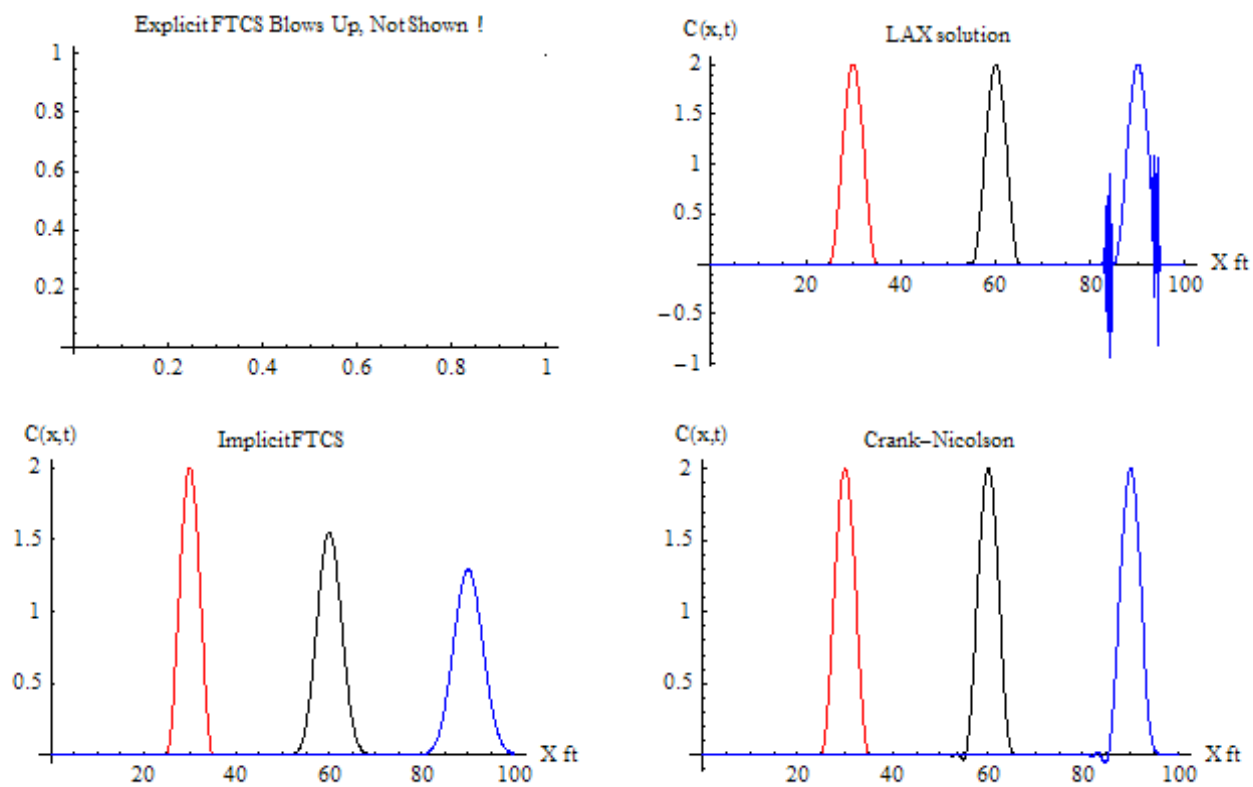 Explicit FTCS Blows Up, Not Shown !
1
0.8
0.6
0.4
0.2
0.2 0.4 0.6 0.8 1
C(x,t)
LAX solution
2
1.5
1
0.5
20 40 60 80 100
X ft
−0.5
−1
C(x,t)
Implicit FTCS
2
1.5
1
0.5
20 40 60 80 100
X ft
C(x,t)
Crank−Nicolson
2
1.5
1
0.5
20 40 60 80 100
X ft